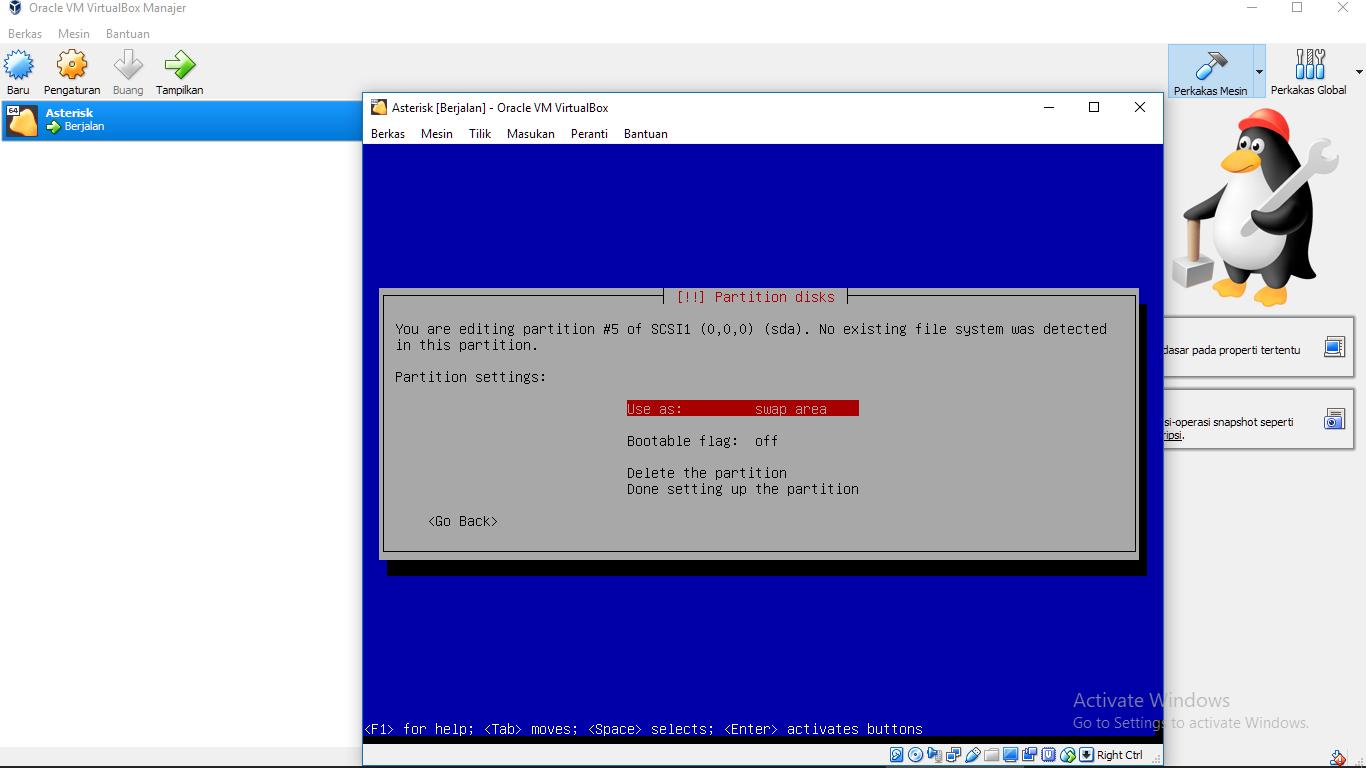 Oracle VM VirtualBox Manajer
Berkas Mesin Bantuan
Baru Pengaturan Buang Tampilkan
Perkakas Mesin Perkakas Global
64
Asterisk
Berjalan
Asterisk [Berjalan] - Oracle VM VirtualBox
Berkas Mesin Tilik Masukan Peranti Bantuan
[!!] Partition disks
You are editing partition #5 of SCSI1 (0,0,0) (sda). No existing file system was detected
in this partition.
Partition settings:
Use as: swap area
Bootable flag: off
Delete the partition
Done setting up the partition
<Go Back>
<F1> for help; <Tab> moves; <Space> selects; <Enter> activates buttons
dasar pada properti tertentu
si-operasi snapshot seperti
ripsi.
Activate Windows
Go to Settings to activate Windows.
Right Ctrl